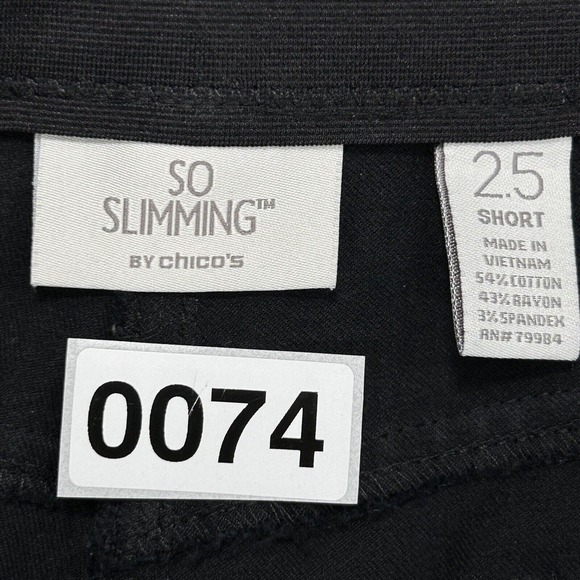 SO
SLIMMING™
BY chico's
2.5
SHORT
MADE IN
VIETNAM
54% COTTON
43% RAYON
3% SPANDEX
RN# 79984
0074